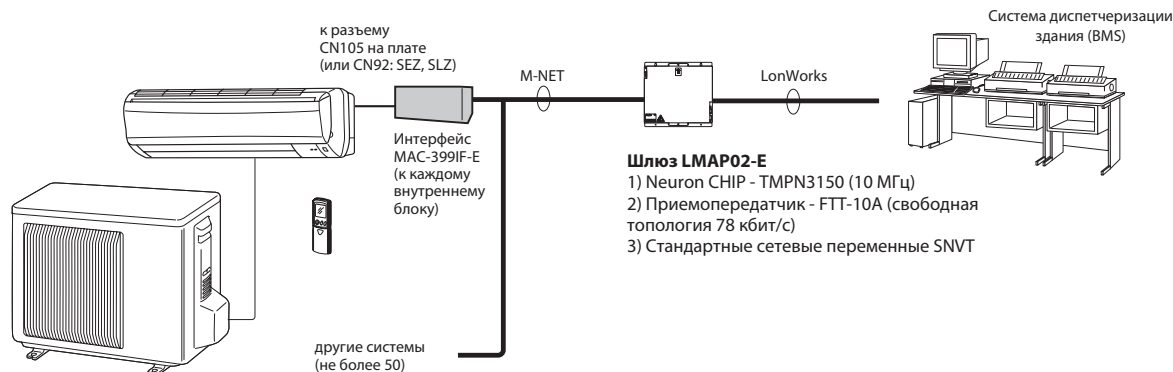 к разъему
CN105 на плате
(или CN92: SEZ, SLZ)
M-NET
LonWorks
Система диспетчеризации
здания (BMS)
Интерфейс
MAC-399IF-E
(к каждому
внутреннему
блоку)
Шлюз LMAP02-E
1) Neuron CHIP - TMPN3150 (10 МГц)
2) Приемопередатчик - FTT-10A (свободная
топология 78 кбит/с)
3) Стандартные сетевые переменные SNVT
другие системы
(не более 50)